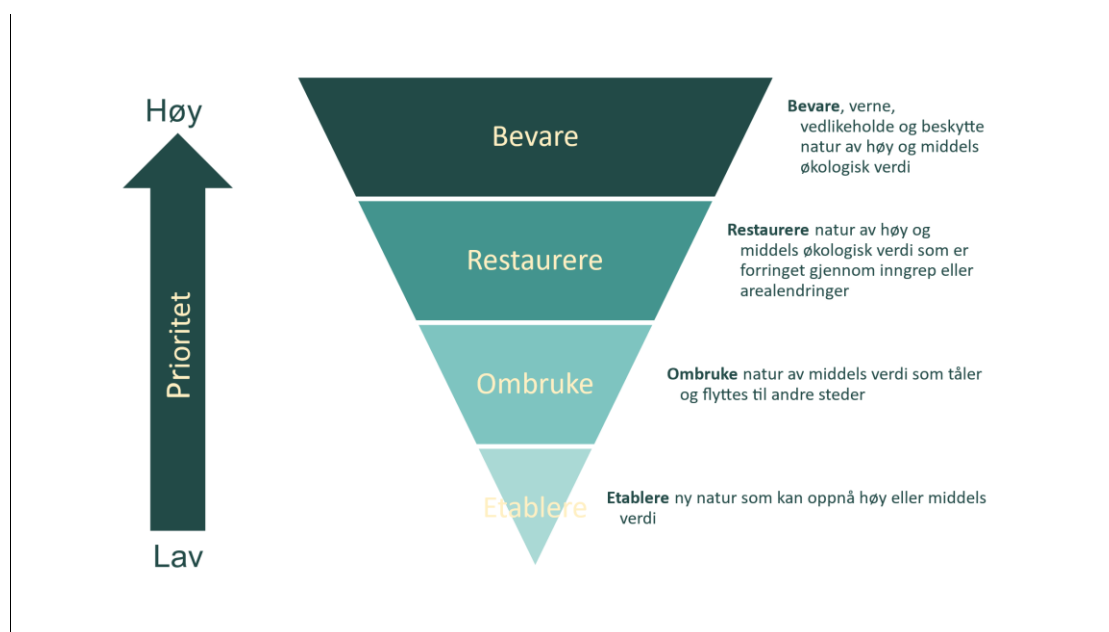 Høy
Prioritet
Lav
Bevare
Bevare, verne,
vedlikeholde og beskytte
natur av høy og middels
økologisk verdi
Restaurere
Restaurere natur av høy og
middels økologisk verdi som er
forringet gjennom inngrep eller
arealendringer
Ombruke
Ombruke natur av middels verdi som tåler
og flyttes til andre steder
Etablere
Etablere ny natur som kan oppnå høy eller middels
verdi